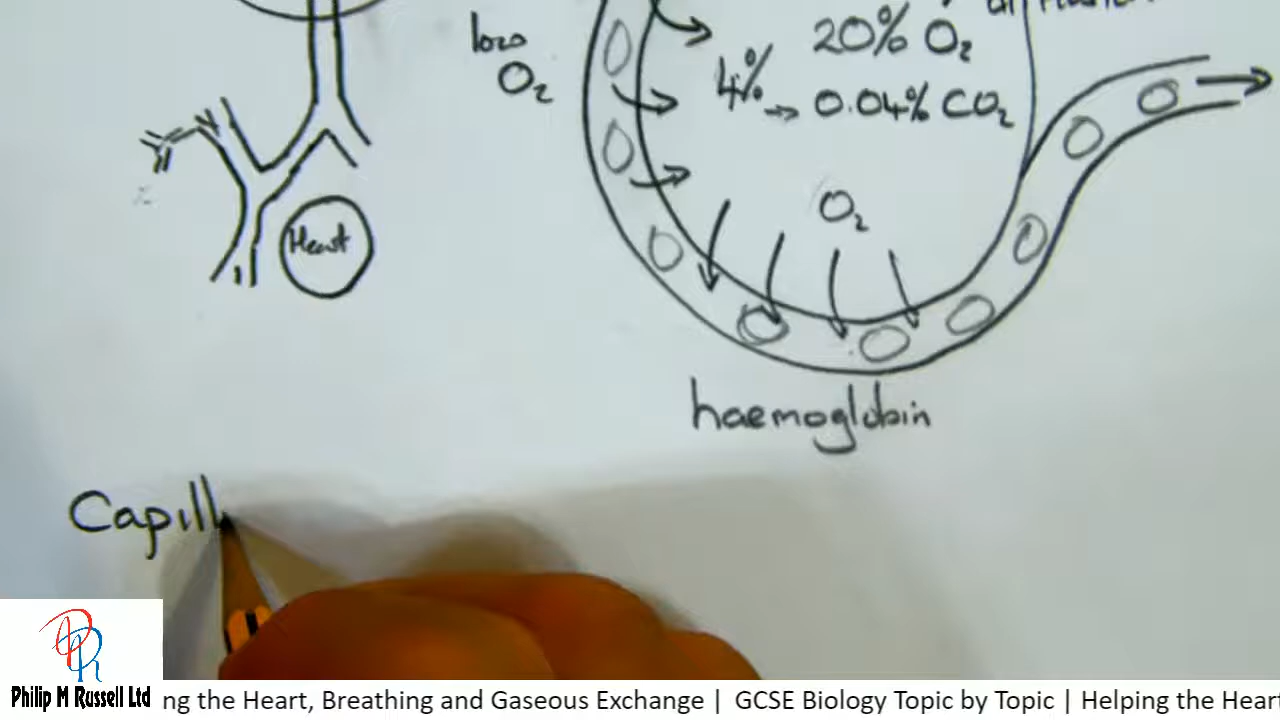 low
O₂
20% O₂
4% → 0.04% CO₂
O₂
Heart
haemoglobin
Capill
Philip M Russell Ltd
ng the Heart, Breathing and Gaseous Exchange | GCSE Biology Topic by Topic | Helping the Heart